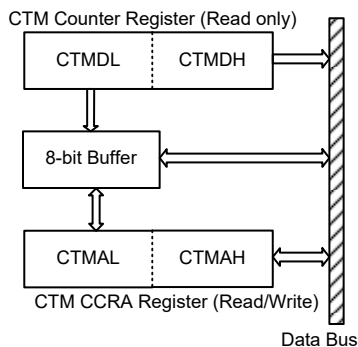 CTM Counter Register (Read only)
CTMDL CTMDH
8-bit Buffer
CTMAL CTMAH
CTM CCRA Register (Read/Write)
Data Bus